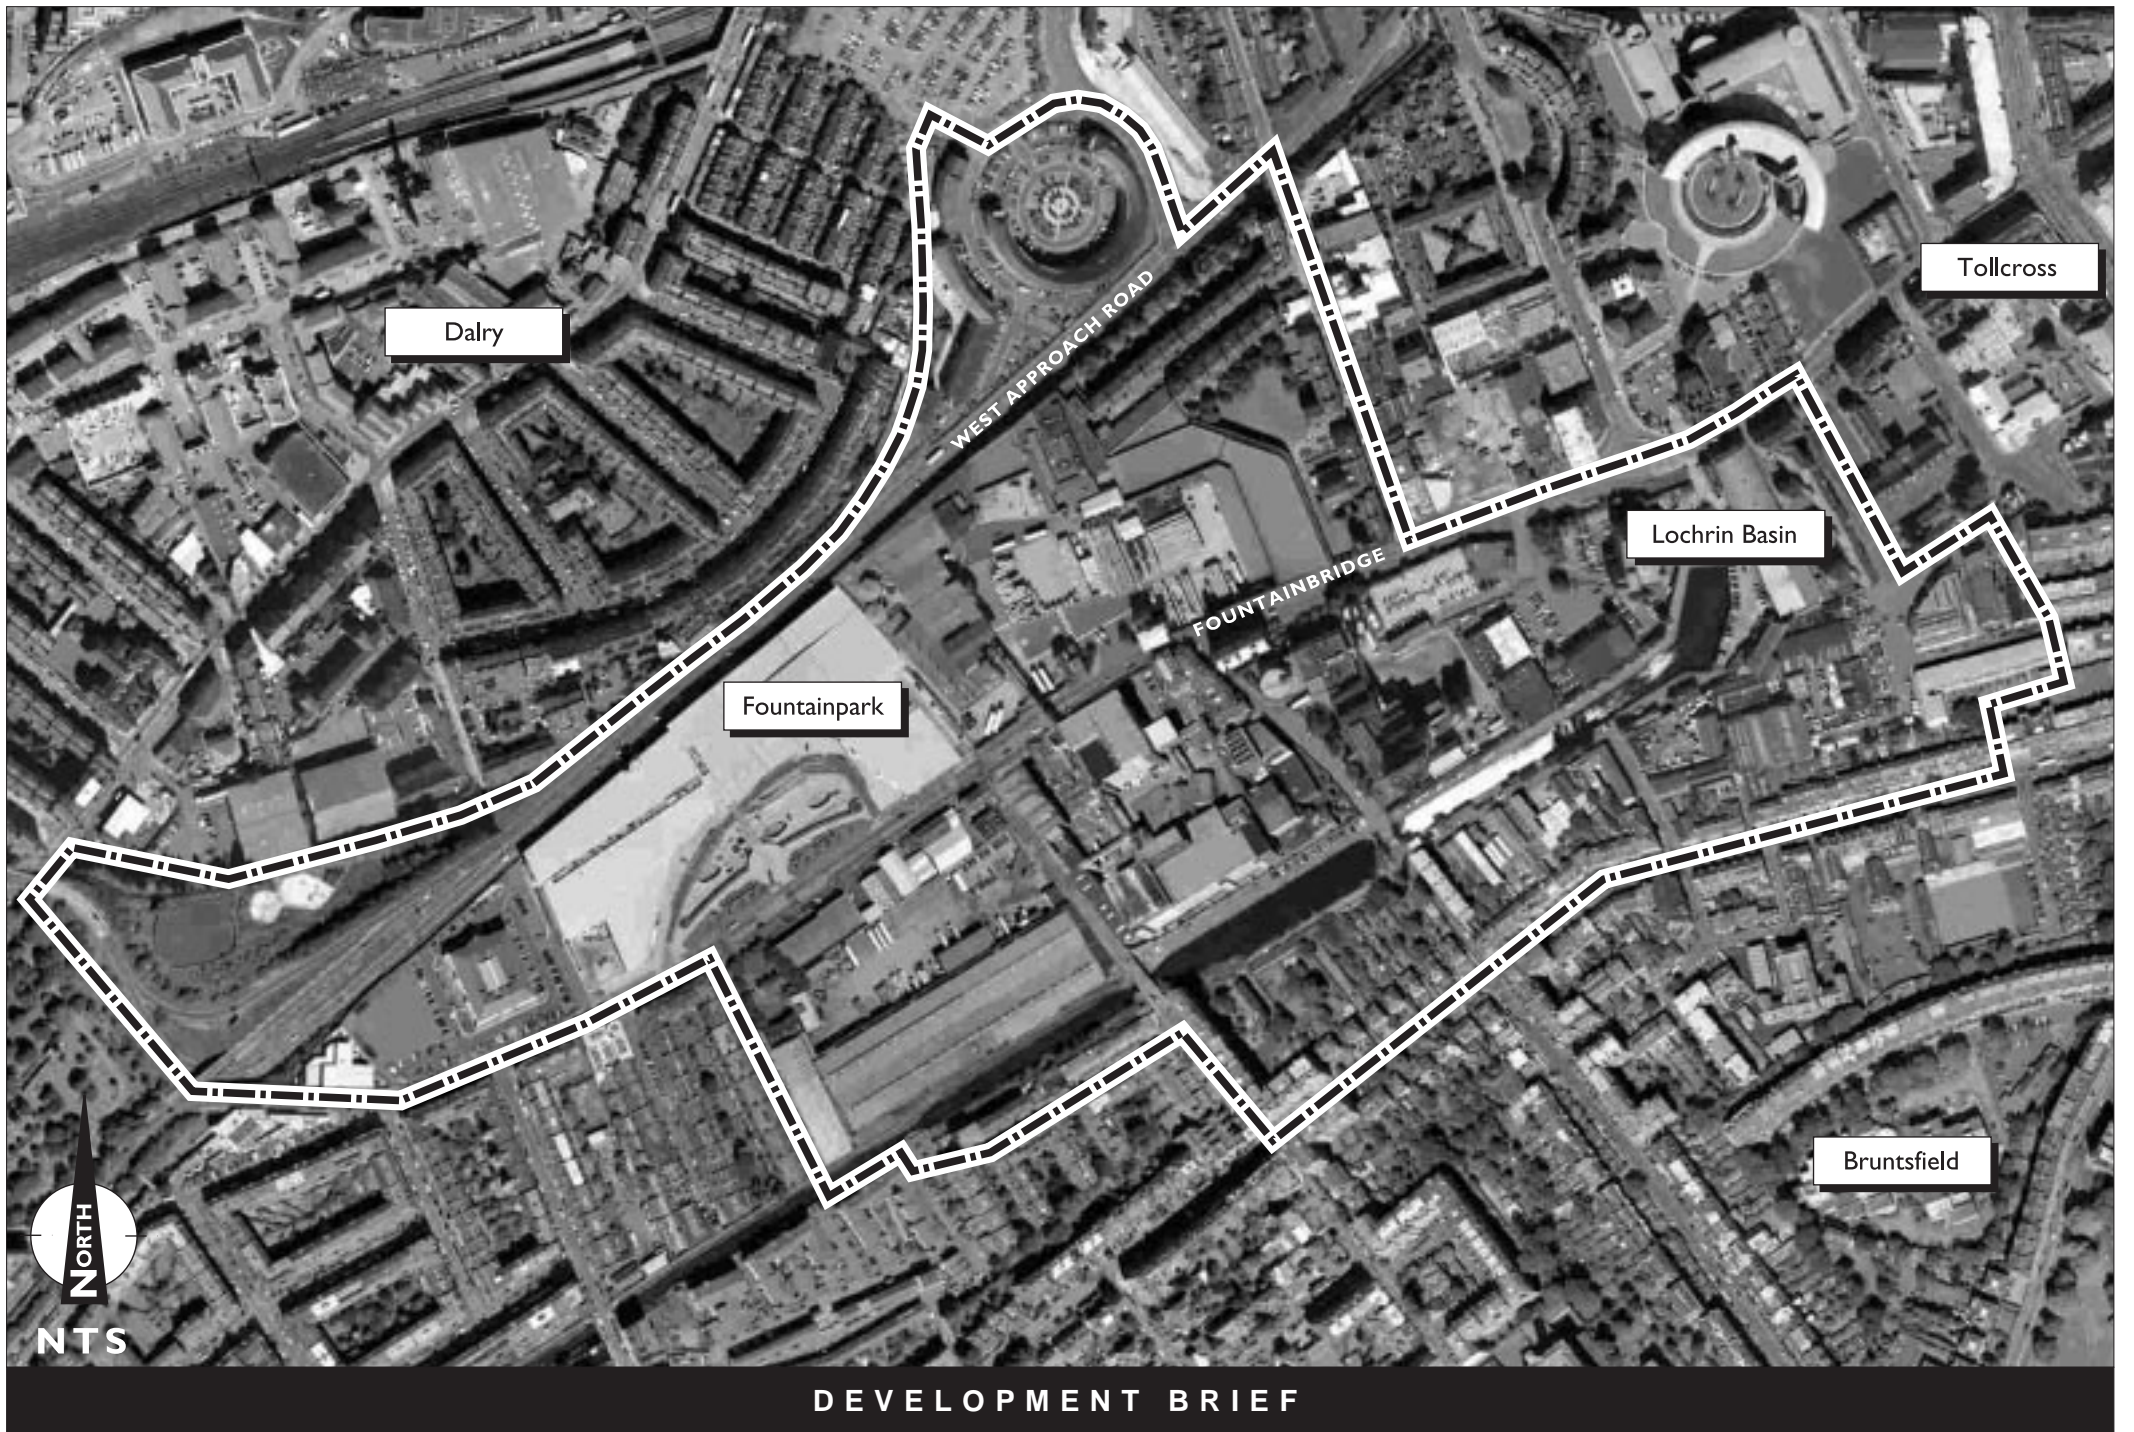 Tollcross
Dalry
WEST APPROACH ROAD
Lochrin Basin
FOUNTAINBRIDGE
Fountainpark
Bruntsfield
NORTH
NTS
DEVELOPMENT BRIEF